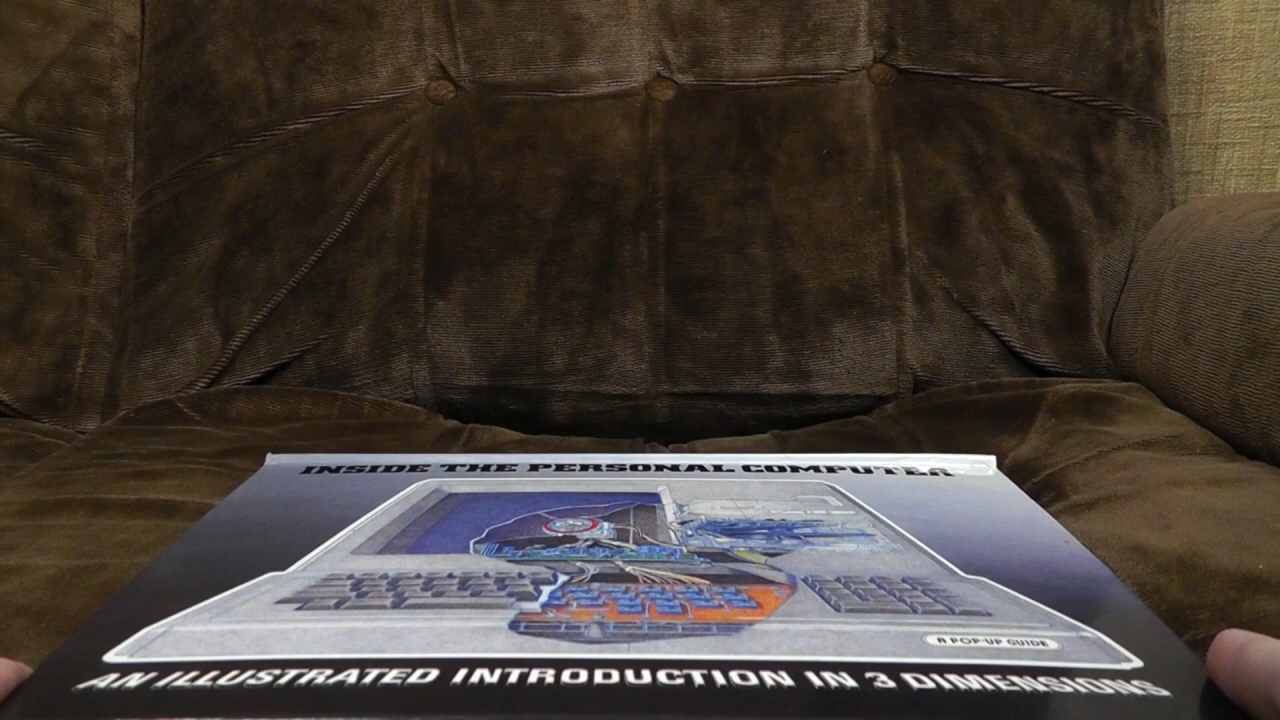 INSIDE THE PERSONAL COMPUTER
A POP-UP GUIDE
AN ILLUSTRATED INTRODUCTION IN 3 DIMENSIONS